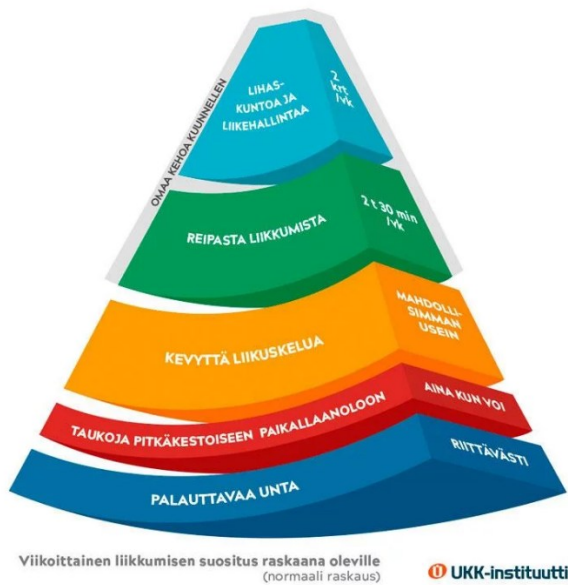 OMAA KEHOA KUUNNELLEN
LIHAS-
KUNTOA JA
LIIKEHALLINTAA
2
krt
/vk
REIPASTA LIIKKUMISTA
2 t 30 min
/vk
KEVYTTÄ LIIKUSKELUA
MAHDOLLI-
SIMMAN
USEIN
TAUKOJA PITKÄKESTOISEEN PAIKALLAANOLOON
AINA KUN VOI
PALAUTTAVAA UNTA
RIITTÄVÄSTI
Viikoittainen liikkumisen suositus raskaana oleville
(normaali raskaus)
UKK-instituutti